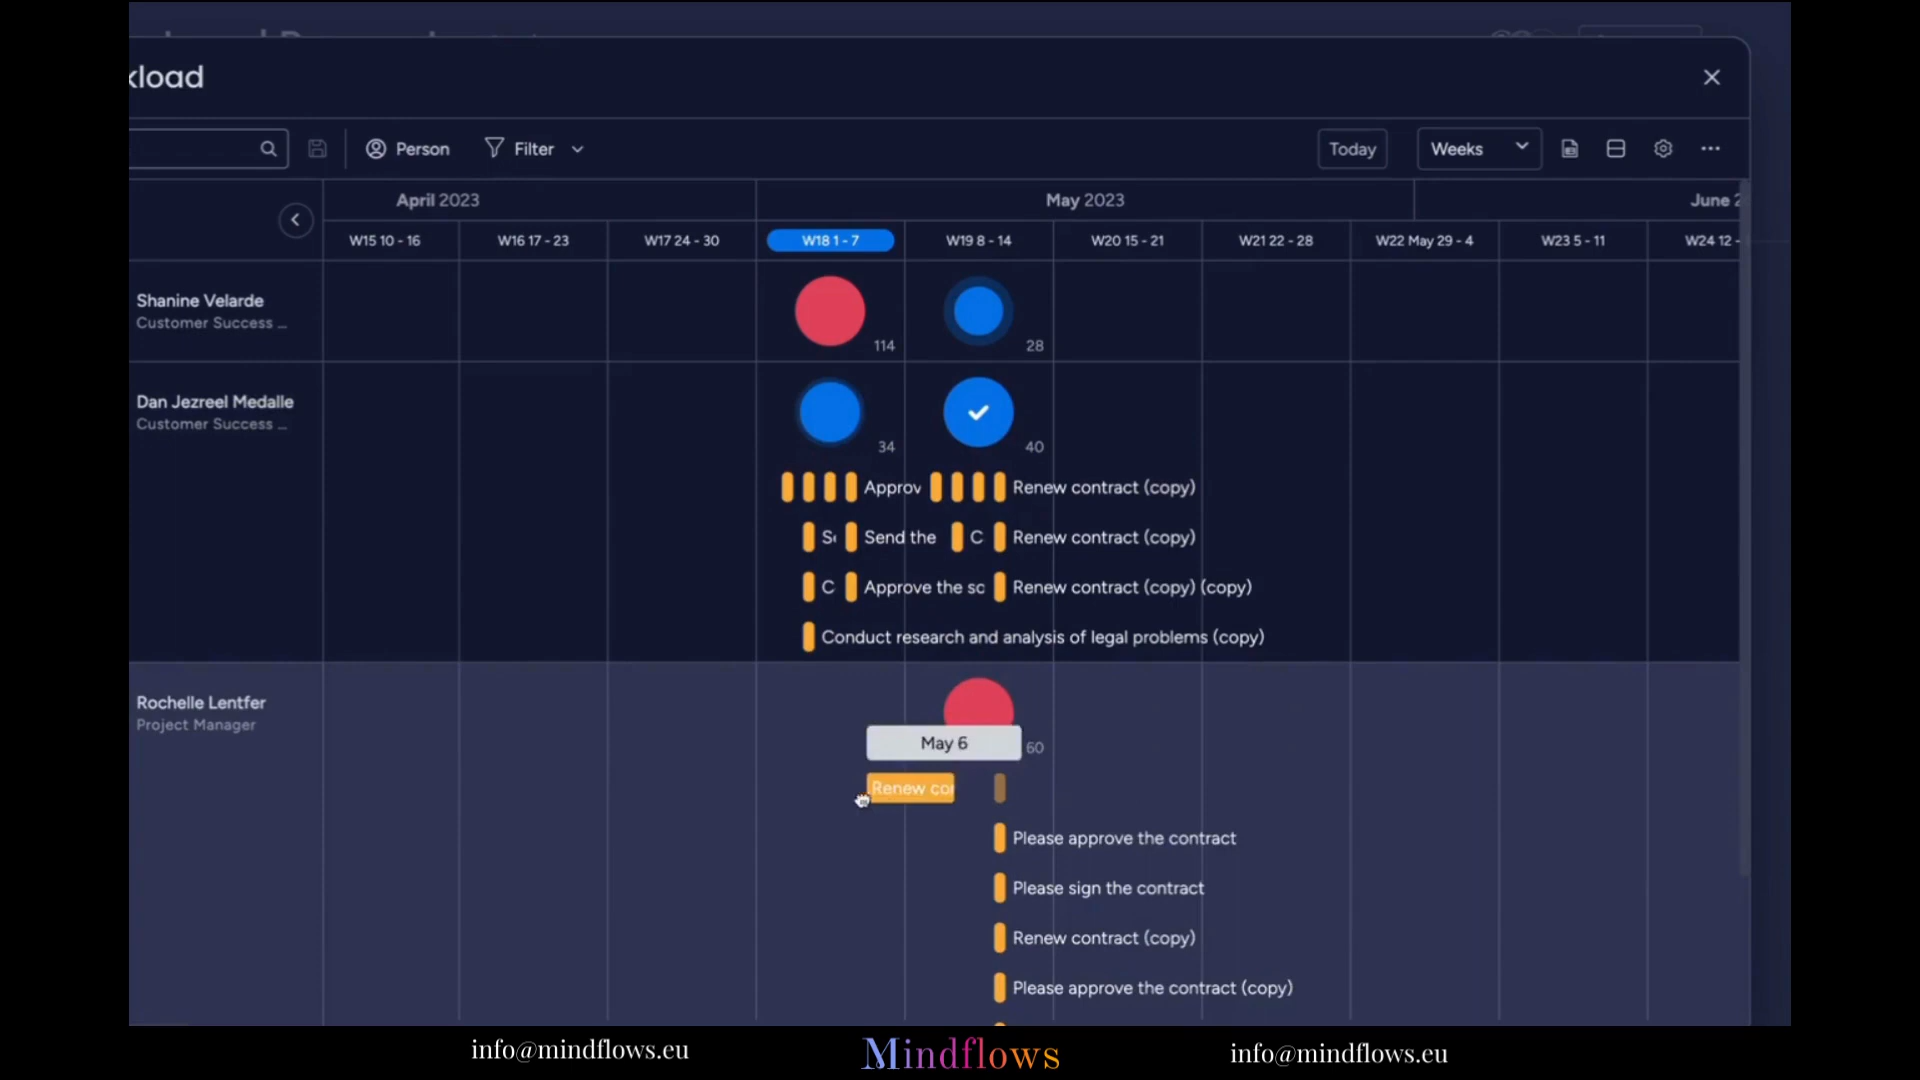 kload
Person
Filter
Today
Weeks
April 2023
May 2023
June 2
W15 10 - 16
W16 17 - 23
W17 24 - 30
W18 1 - 7
W19 8 - 14
W20 15 - 21
W21 22 - 28
W22 May 29 - 4
W23 5 - 11
W24 12 -
Shanine Velarde
Customer Success ...
114
28
Dan Jezreel Medalle
Customer Success ...
34
40
Approv
Renew contract (copy)
Se
Send the
C
Renew contract (copy)
C
Approve the sc
Renew contract (copy) (copy)
Conduct research and analysis of legal problems (copy)
Rochelle Lentfer
Project Manager
May 6
60
Renew con
Please approve the contract
Please sign the contract
Renew contract (copy)
Please approve the contract (copy)
info@mindflows.eu
Mindflows
info@mindflows.eu